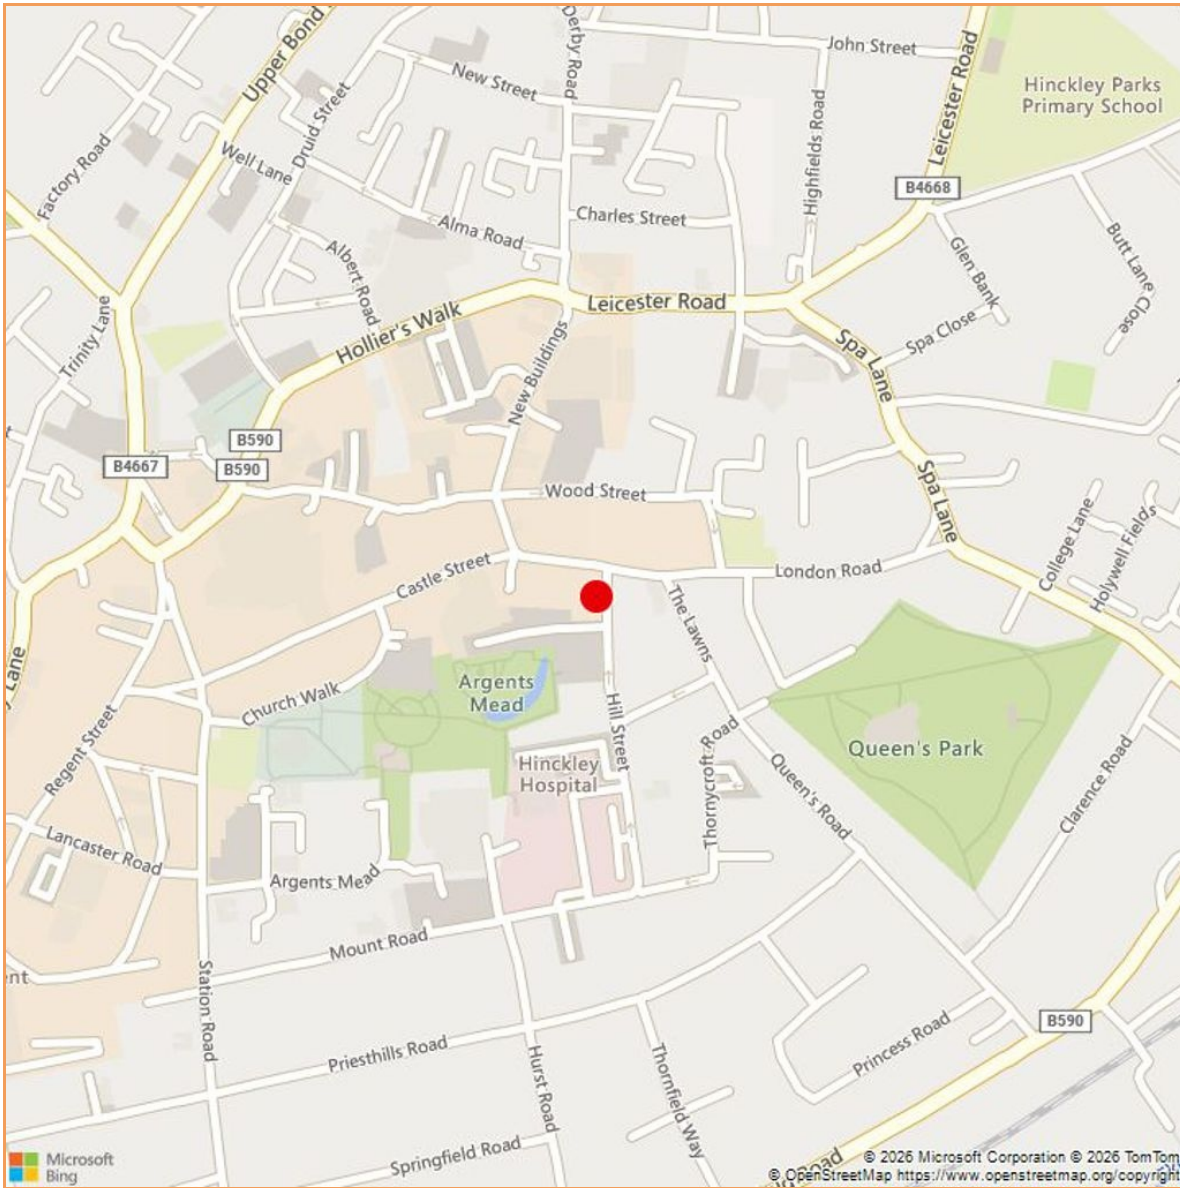 Upper Bond
Derby Road
John Street
Leicester Road
Hinckley Parks
Primary School
New Street
Druid Street
Highfields Road
Factory Road
Well Lane
B4668
Charles Street
Alma Road
Butt Lane Close
Glen Bank
Albert Road
Leicester Road
Trinity Lane
Hollier's Walk
Spa Close
Spa Lane
New Buildings
B590
B4667
B590
Wood Street
Spa Lane
College Lane
Holywell Fields
Castle Street
London Road
The Lawns
Lane
Argents
Mead
Church Walk
Hill Street
Regent Street
Queen's Park
Hinckley
Hospital
Thornycroft Road
Queen's Road
Clarence Road
Lancaster Road
Argents Mead
Mount Road
ent
Station Road
B590
Priesthills Road
Hurst Road
Thornfield Way
Princess Road
Springfield Road
Road
Microsoft
Bing
© 2026 Microsoft Corporation © 2026 TomTom
© OpenStreetMap https://www.openstreetmap.org/copyright